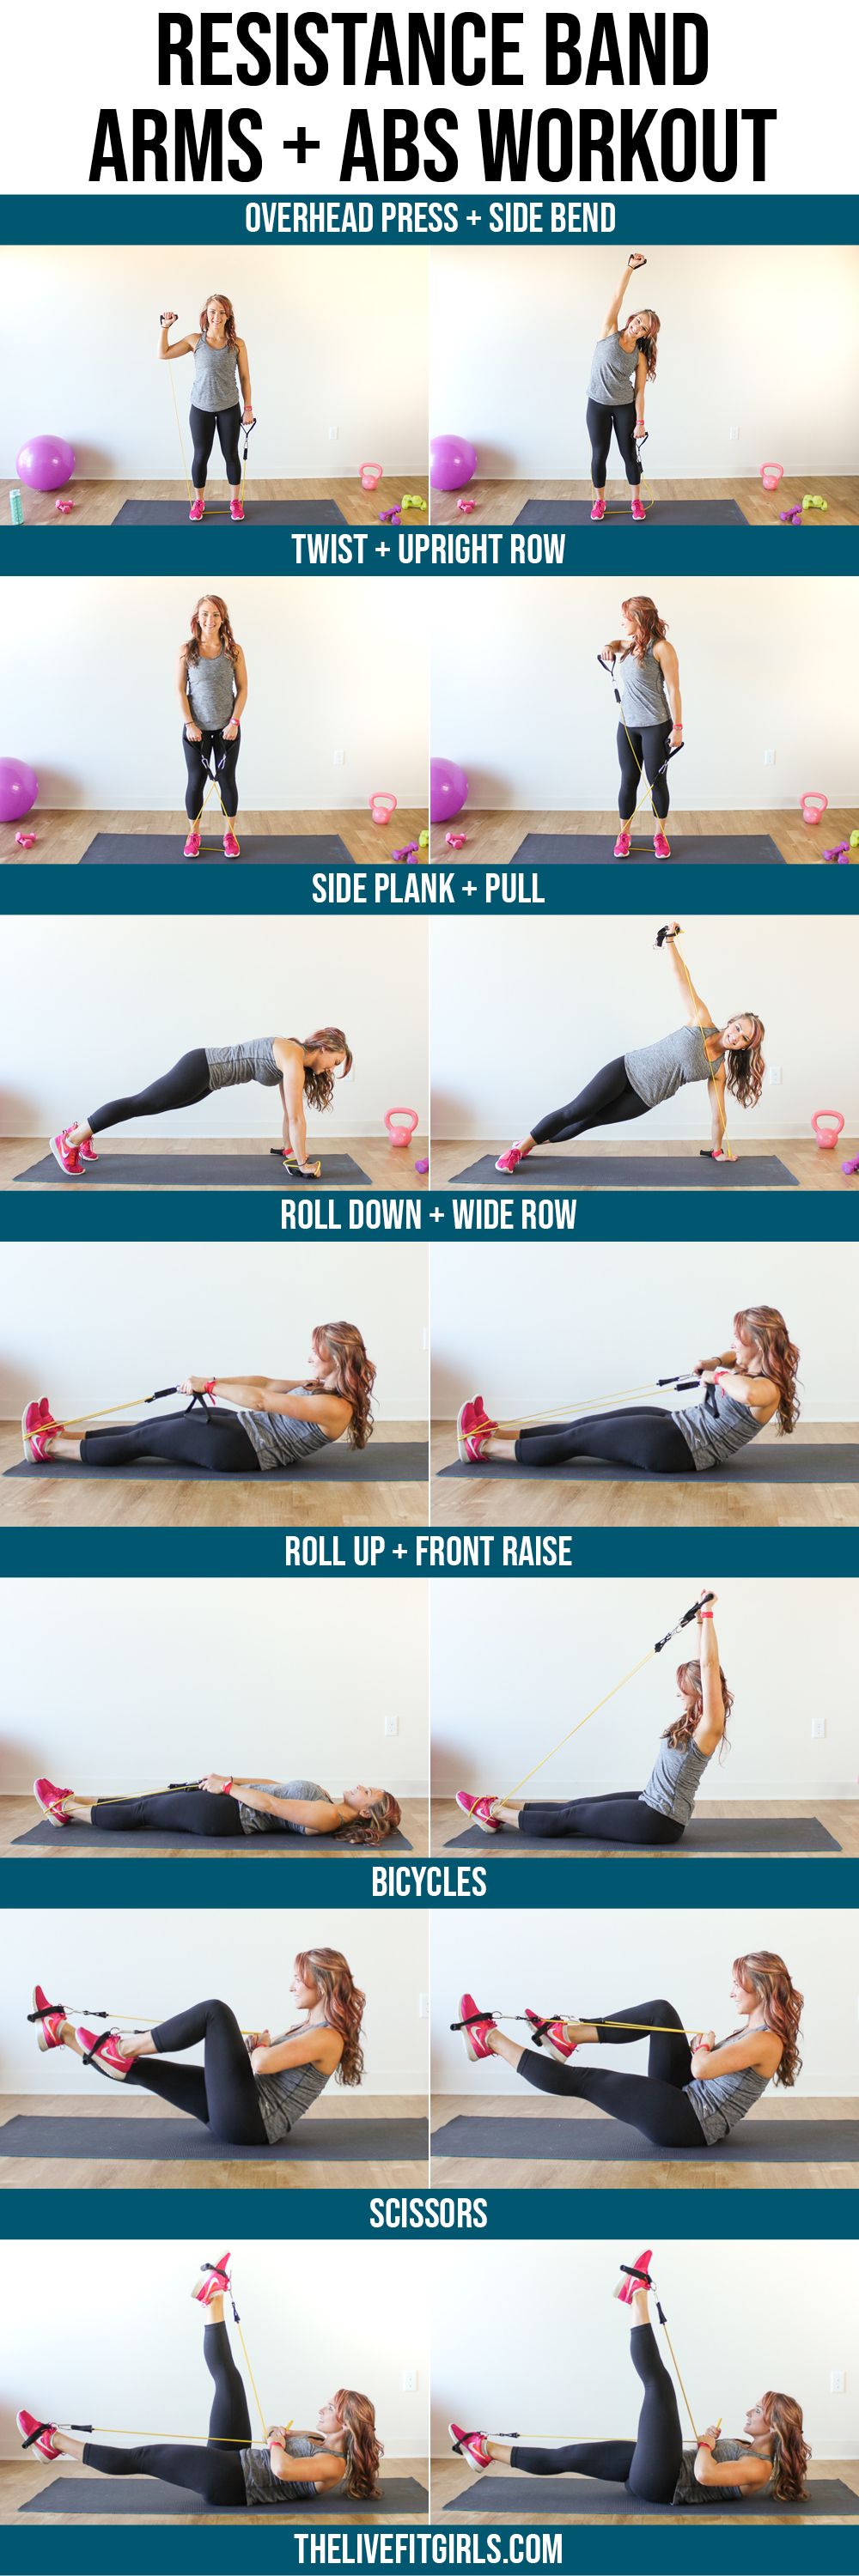 RESISTANCE BAND
ARMS + ABS WORKOUT
OVERHEAD PRESS + SIDE BEND
TWIST + UPRIGHT ROW
SIDE PLANK + PULL
ROLL DOWN + WIDE ROW
ROLL UP + FRONT RAISE
BICYCLES
SCISSORS
THELIVEFITGIRLS.COM